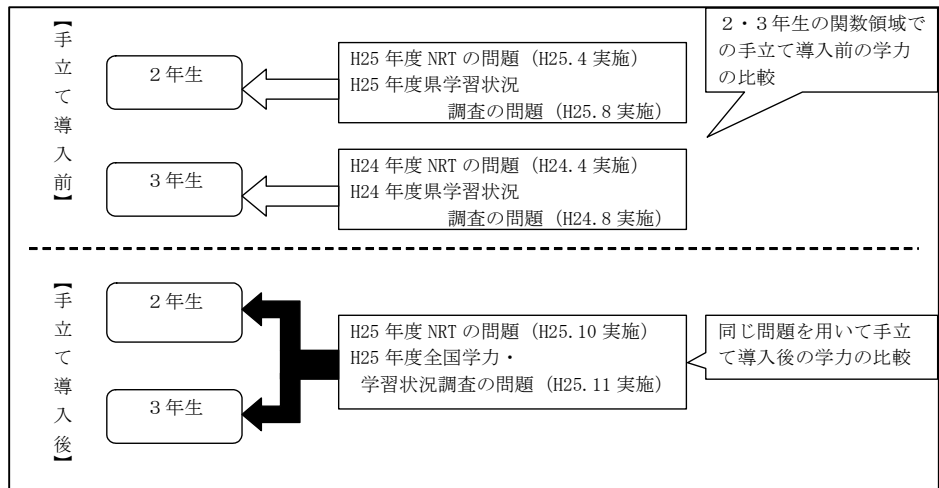 【手立て導入前】
２年生
H25 年度 NRT の問題（H25.4 実施）
H25 年度県学習状況
調査の問題（H25.8 実施）
２・３年生の関数領域で
の手立て導入前の学力
の比較
３年生
H24 年度 NRT の問題（H24.4 実施）
H24 年度県学習状況
調査の問題（H24.8 実施）
【手立て導入後】
２年生
３年生
H25 年度 NRT の問題（H25.10 実施）
H25 年度全国学力・
学習状況調査の問題（H25.11 実施）
同じ問題を用いて手立
て導入後の学力の比較